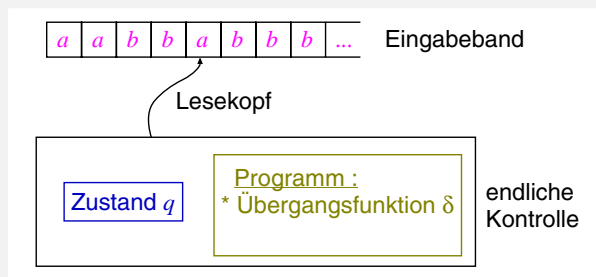 a a b b a b b b ... Eingabeband
Lesekopf
Zustand q
Programm :
* Übergangsfunktion δ
endliche
Kontrolle